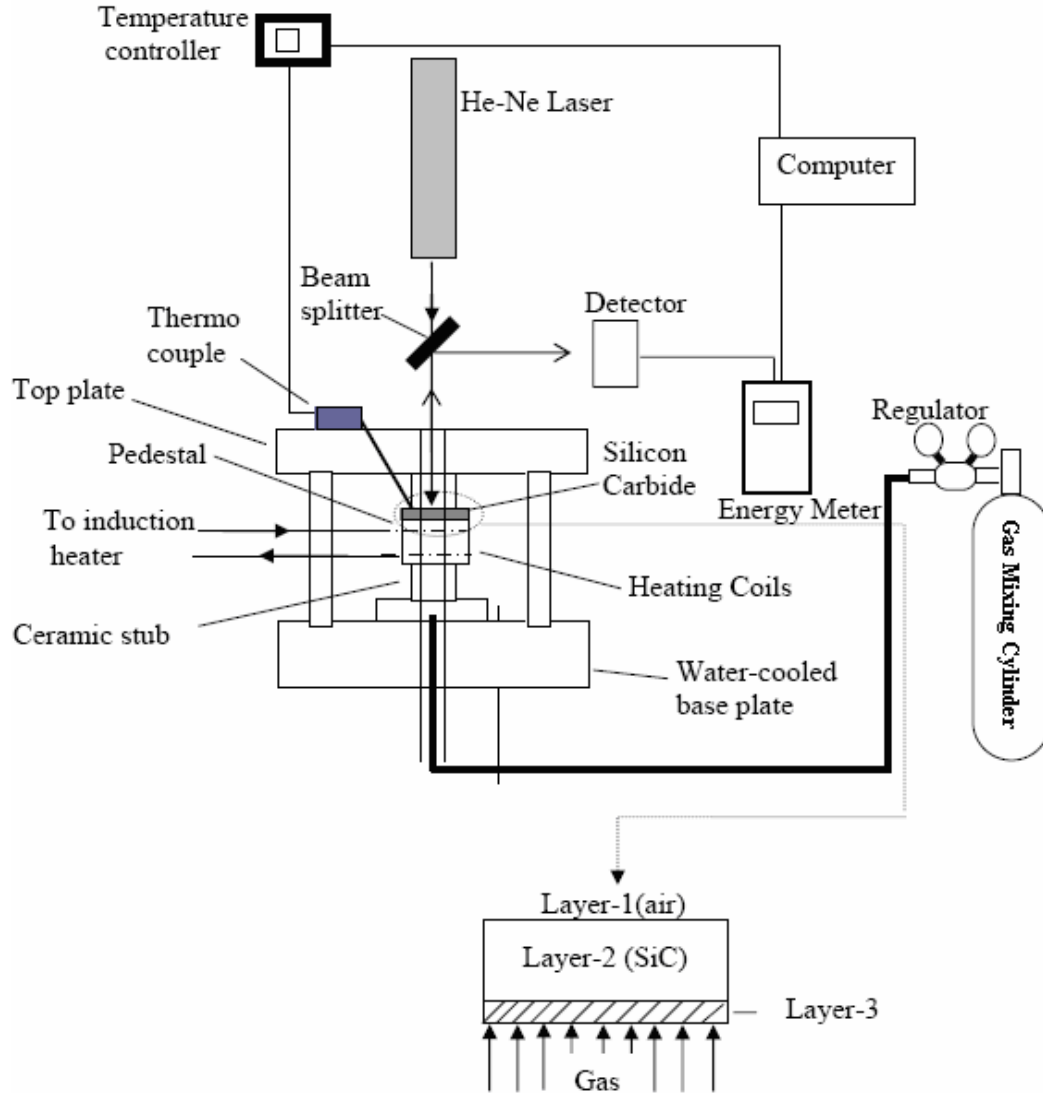 Temperature
controller
He-Ne Laser
Computer
Beam
splitter
Detector
Thermo
couple
Top plate
Regulator
Pedestal
Silicon
Carbide
To induction
heater
Energy Meter
Heating Coils
Ceramic stub
Water-cooled
base plate
Gas Mixing Cylinder
Layer-1(air)
Layer-2 (SiC)
Layer-3
Gas